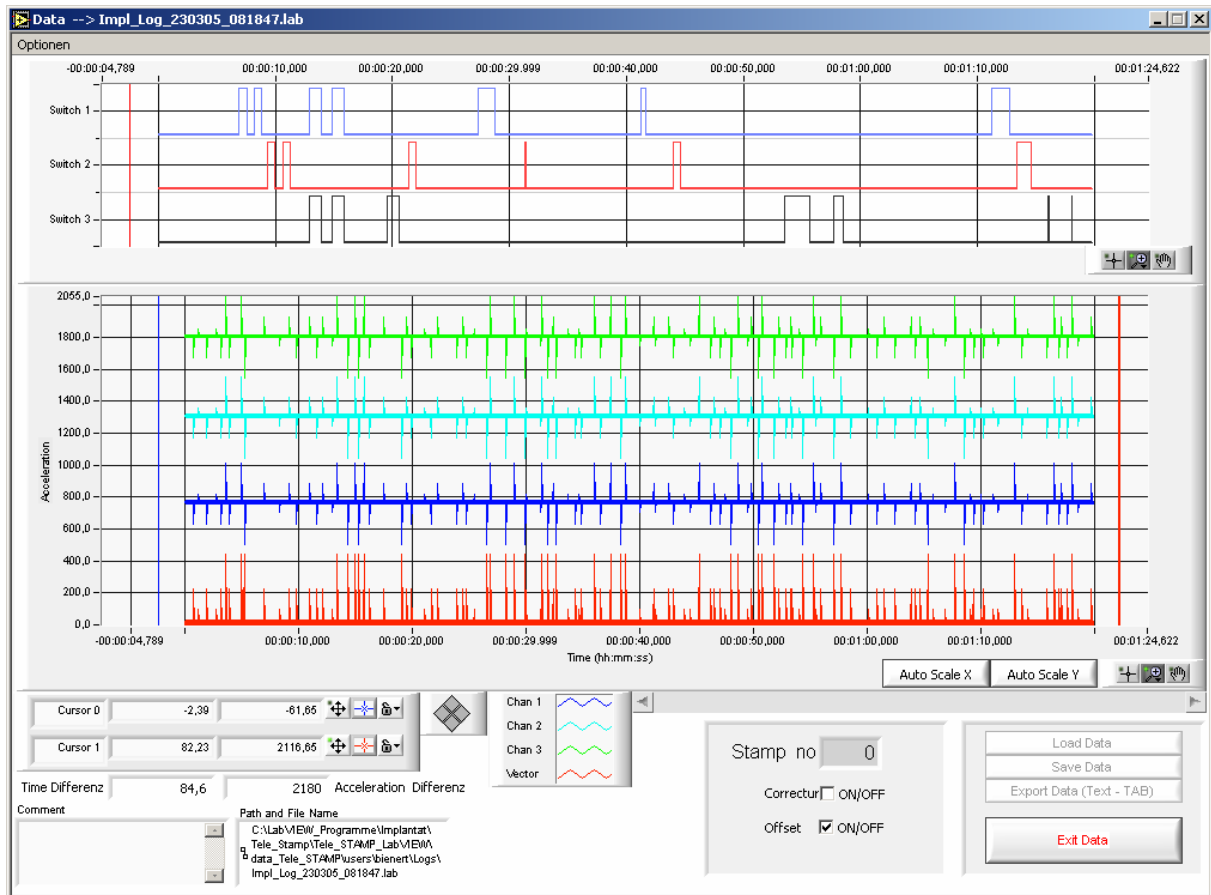 Data --> Impl_Log_230305_081847.lab
Optionen
-00:00:04,789 00:00:10,000 00:00:20,000 00:00:29.999 00:00:40,000 00:00:50,000 00:01:00,000 00:01:10,000 00:01:24,622
Switch 1
Switch 2
Switch 3
2055,0
1800,0
1600,0
1400,0
1200,0
1000,0
800,0
600,0
400,0
200,0
0,0
Acceleration
-00:00:04,789 00:00:10,000 00:00:20,000 00:00:29.999 00:00:40,000 00:00:50,000 00:01:00,000 00:01:10,000 00:01:24,622
Time (hh:mm:ss)
Auto Scale X Auto Scale Y
Cursor 0 -2,39 -61,65
Cursor 1 82,23 2116,65
Time Differenz 84,6 2180 Acceleration Differenz
Chan 1
Chan 2
Chan 3
Vector
Comment
Path and File Name
C:\LabVIEW_Programme\Implantat\
Tele_Stamp\Tele_STAMP_LabVIEW\
data_Tele_STAMP\users\bienert\Logs\
Impl_Log_230305_081847.lab
Stamp no 0
Correctur ON/OFF
Offset ON/OFF
Load Data
Save Data
Export Data (Text - TAB)
Exit Data